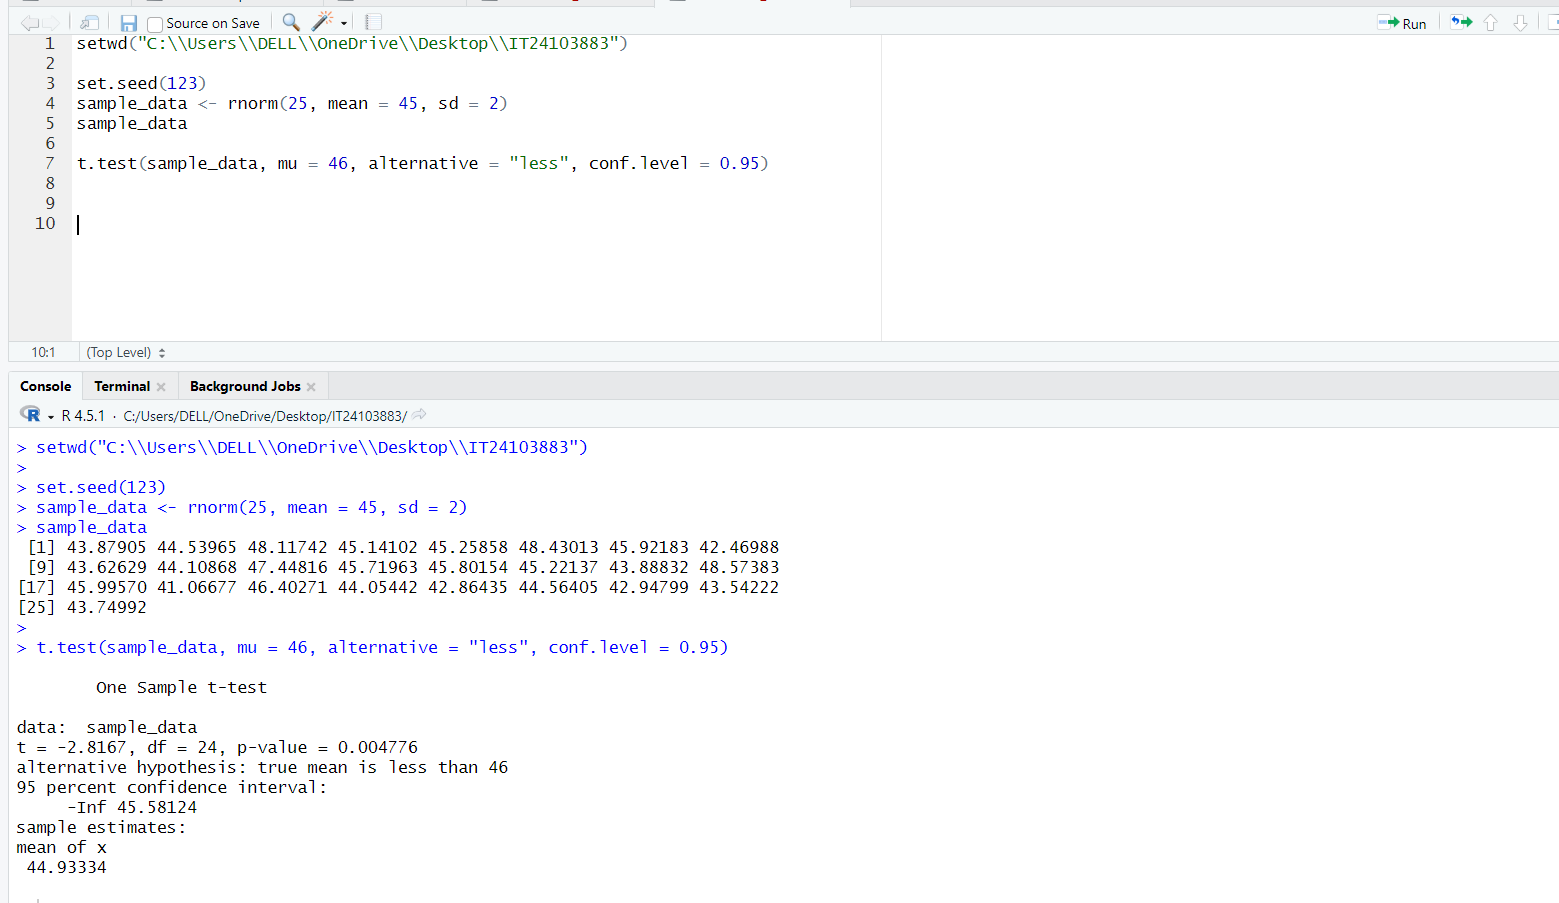 Source on Save
Run
1 setwd("C:\\Users\\DELL\\OneDrive\\Desktop\\IT24103883")
2
3 set.seed(123)
4 sample_data <- rnorm(25, mean = 45, sd = 2)
5 sample_data
6
7 t.test(sample_data, mu = 46, alternative = "less", conf.level = 0.95)
8
9
10
10:1 (Top Level)
Console Terminal Background Jobs
R R 4.5.1 · C:/Users/DELL/OneDrive/Desktop/IT24103883/
> setwd("C:\\Users\\DELL\\OneDrive\\Desktop\\IT24103883")
>
> set.seed(123)
> sample_data <- rnorm(25, mean = 45, sd = 2)
> sample_data
[1] 43.87905 44.53965 48.11742 45.14102 45.25858 48.43013 45.92183 42.46988
[9] 43.62629 44.10868 47.44816 45.71963 45.80154 45.22137 43.88832 48.57383
[17] 45.99570 41.06677 46.40271 44.05442 42.86435 44.56405 42.94799 43.54222
[25] 43.74992
>
> t.test(sample_data, mu = 46, alternative = "less", conf.level = 0.95)
One Sample t-test
data: sample_data
t = -2.8167, df = 24, p-value = 0.004776
alternative hypothesis: true mean is less than 46
95 percent confidence interval:
-Inf 45.58124
sample estimates:
mean of x
44.93334